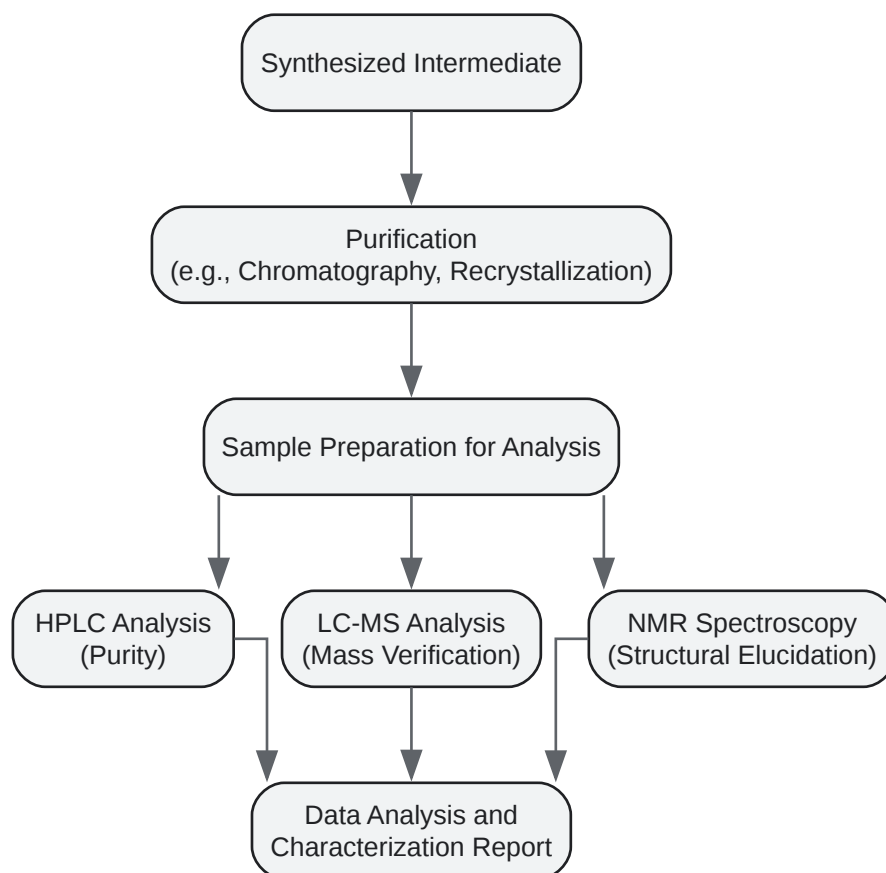 Synthesized Intermediate
Purification
(e.g., Chromatography, Recrystallization)
Sample Preparation for Analysis
HPLC Analysis
(Purity)
LC-MS Analysis
(Mass Verification)
NMR Spectroscopy
(Structural Elucidation)
Data Analysis and
Characterization Report